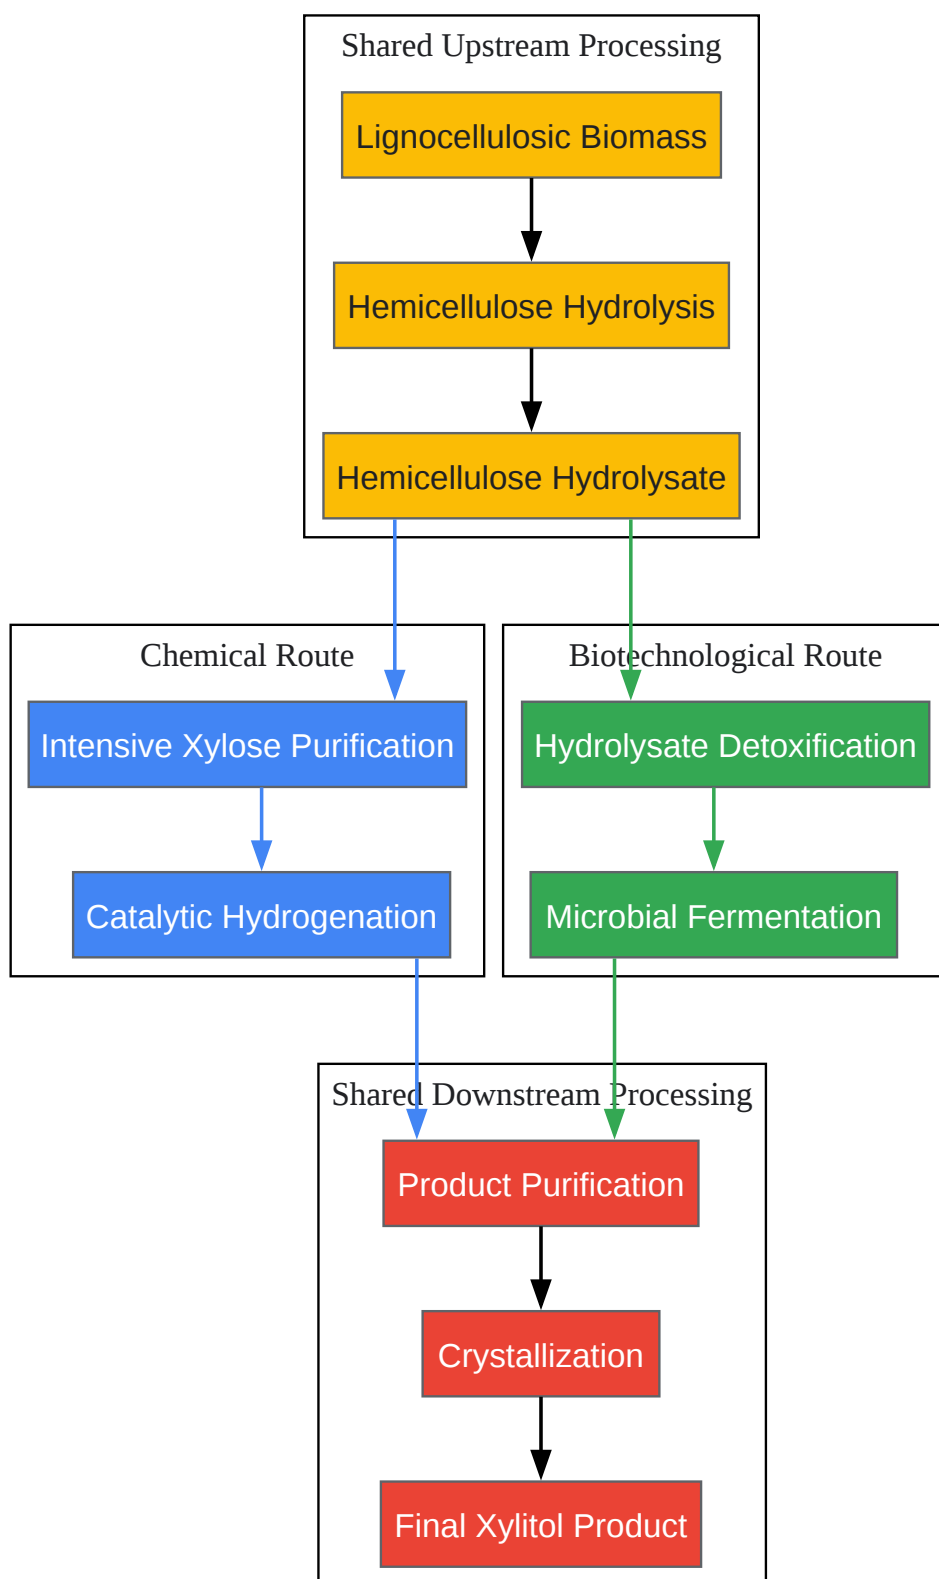 Shared Upstream Processing
Lignocellulosic Biomass
Hemicellulose Hydrolysis
Hemicellulose Hydrolysate
Chemical Route
Intensive Xylose Purification
Catalytic Hydrogenation
Biotechnological Route
Hydrolysate Detoxification
Microbial Fermentation
Shared Downstream Processing
Product Purification
Crystallization
Final Xylitol Product